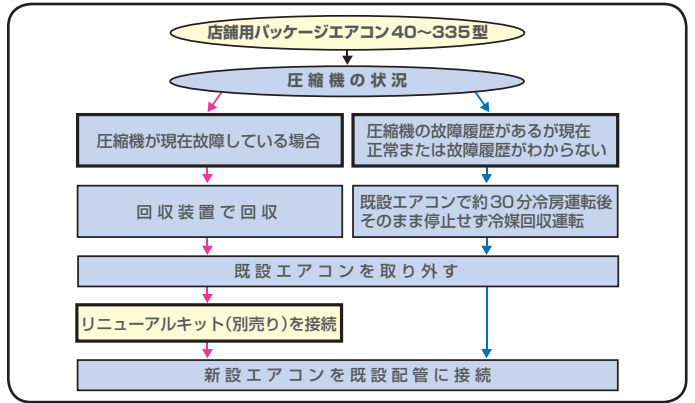 店舗用パッケージエアコン40〜335型
圧縮機の状況
圧縮機が現在故障している場合
圧縮機の故障履歴があるが現在
正常または故障履歴がわからない
回収装置で回収
既設エアコンで約30分冷房運転後
そのまま停止せず冷媒回収運転
既設エアコンを取り外す
リニューアルキット(別売り)を接続
新設エアコンを既設配管に接続